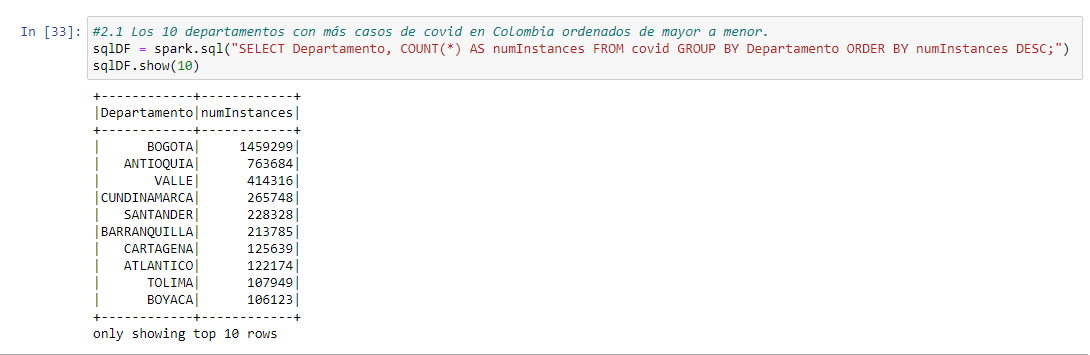 In [33]: #2.1 Los 10 departamentos con más casos de covid en Colombia ordenados de mayor a menor.
sqlDF = spark.sql("SELECT Departamento, COUNT(*) AS numInstances FROM covid GROUP BY Departamento ORDER BY numInstances DESC;")
sqlDF.show(10)
+------------+------------+
|Departamento|numInstances|
+------------+------------+
|      BOGOTA|     1459299|
|   ANTIOQUIA|      763684|
|       VALLE|      414316|
|CUNDINAMARCA|      265748|
|   SANTANDER|      228328|
|BARRANQUILLA|      213785|
|   CARTAGENA|      125639|
|   ATLANTICO|      122174|
|      TOLIMA|      107949|
|      BOYACA|      106123|
+------------+------------+
only showing top 10 rows